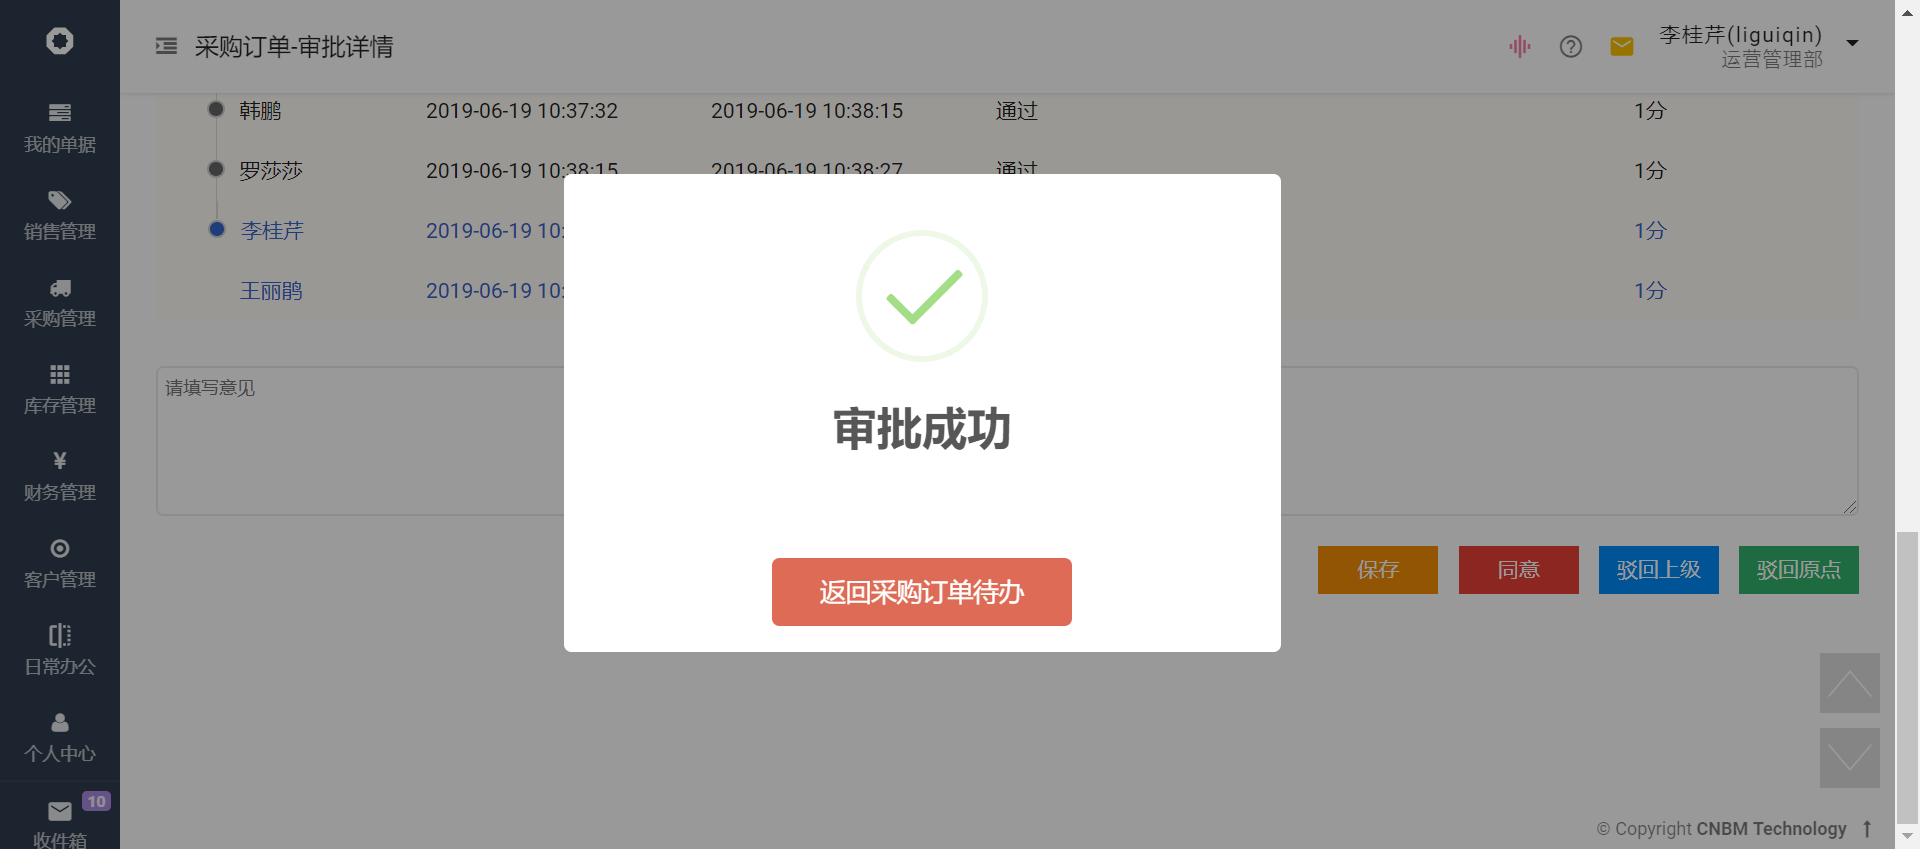 采购订单-审批详情
李桂芹(liguiqin)
运营管理部
我的单据
销售管理
采购管理
库存管理
¥
财务管理
客户管理
日常办公
个人中心
10
收件箱
韩鹏 2019-06-19 10:37:32 2019-06-19 10:38:15 通过 1分
罗莎莎 2019-06-19 10:38:15 2019-06-19 10:38:27 通过 1分
李桂芹 2019-06-19 10: 1分
王丽鹃 2019-06-19 10: 1分
请填写意见
审批成功
返回采购订单待办
保存
同意
驳回上级
驳回原点
© Copyright CNBM Technology